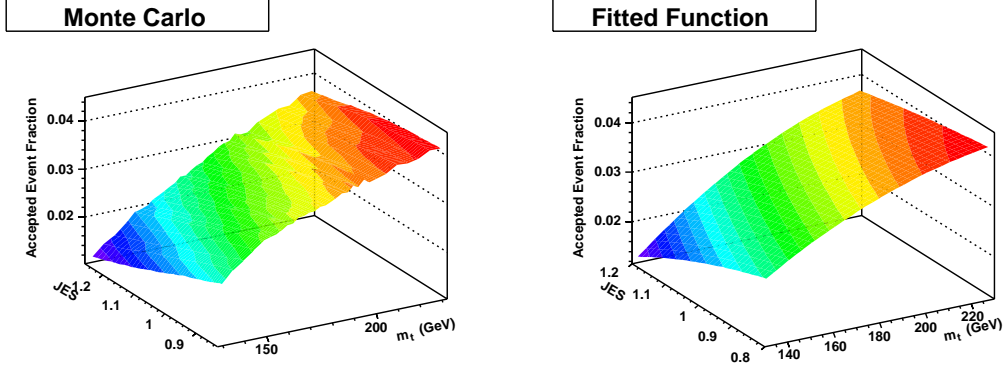 Monte Carlo
Accepted Event Fraction
0.04
0.03
0.02
1.2
1.1
1
0.9
JES
150
200
m_t (GeV)
Fitted Function
Accepted Event Fraction
0.04
0.03
0.02
1.2
1.1
1
0.9
0.8
JES
140
160
180
200
220
m_t (GeV)